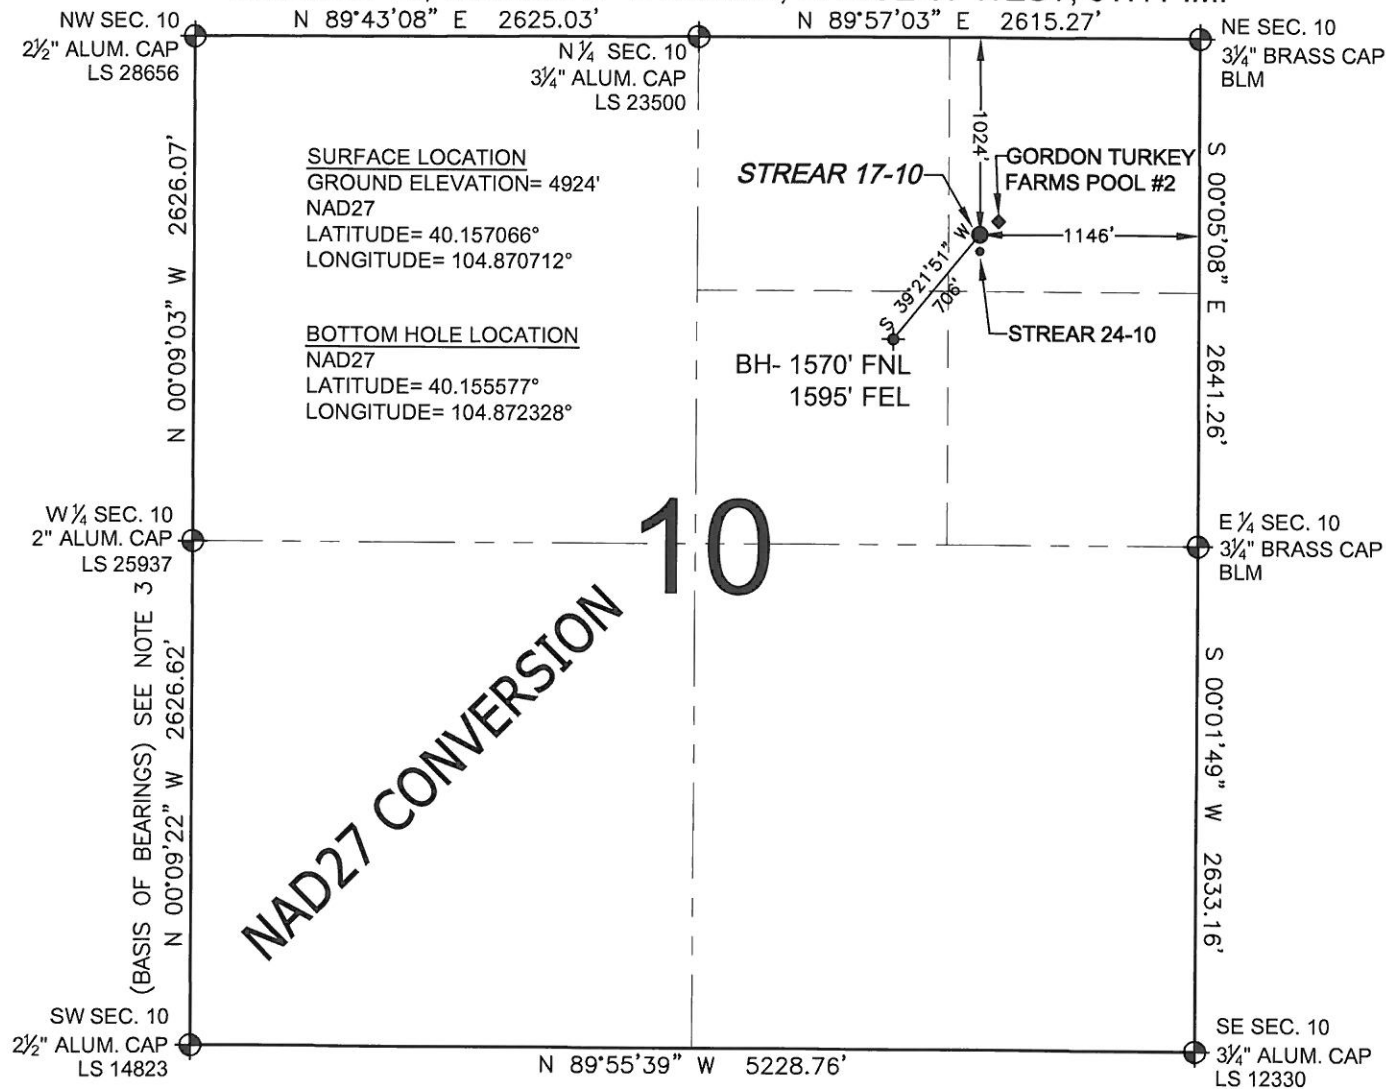 N 89°43'08" E 2625.03'
N 89°57'03" E 2615.27'
NW SEC. 10
2½" ALUM. CAP
LS 28656
N ¼ SEC. 10
3¼" ALUM. CAP
LS 23500
NE SEC. 10
3¼" BRASS CAP
BLM
SURFACE LOCATION
GROUND ELEVATION= 4924'
NAD27
LATITUDE= 40.157066°
LONGITUDE= 104.870712°
BOTTOM HOLE LOCATION
NAD27
LATITUDE= 40.155577°
LONGITUDE= 104.872328°
N 00°09'03" W 2626.07'
1024'
STREAR 17-10
GORDON TURKEY
FARMS POOL #2
1146'
S 39°21'51" W
706'
STREAR 24-10
BH- 1570' FNL
1595' FEL
S 00°05'08" E 2641.26'
W ¼ SEC. 10
2" ALUM. CAP
LS 25937
10
E ¼ SEC. 10
3¼" BRASS CAP
BLM
(BASIS OF BEARINGS) SEE NOTE 3
N 00°09'22" W 2626.62'
NAD27 CONVERSION
S 00°01'49" W 2633.16'
SW SEC. 10
2½" ALUM. CAP
LS 14823
N 89°55'39" W 5228.76'
SE SEC. 10
3¼" ALUM. CAP
LS 12330